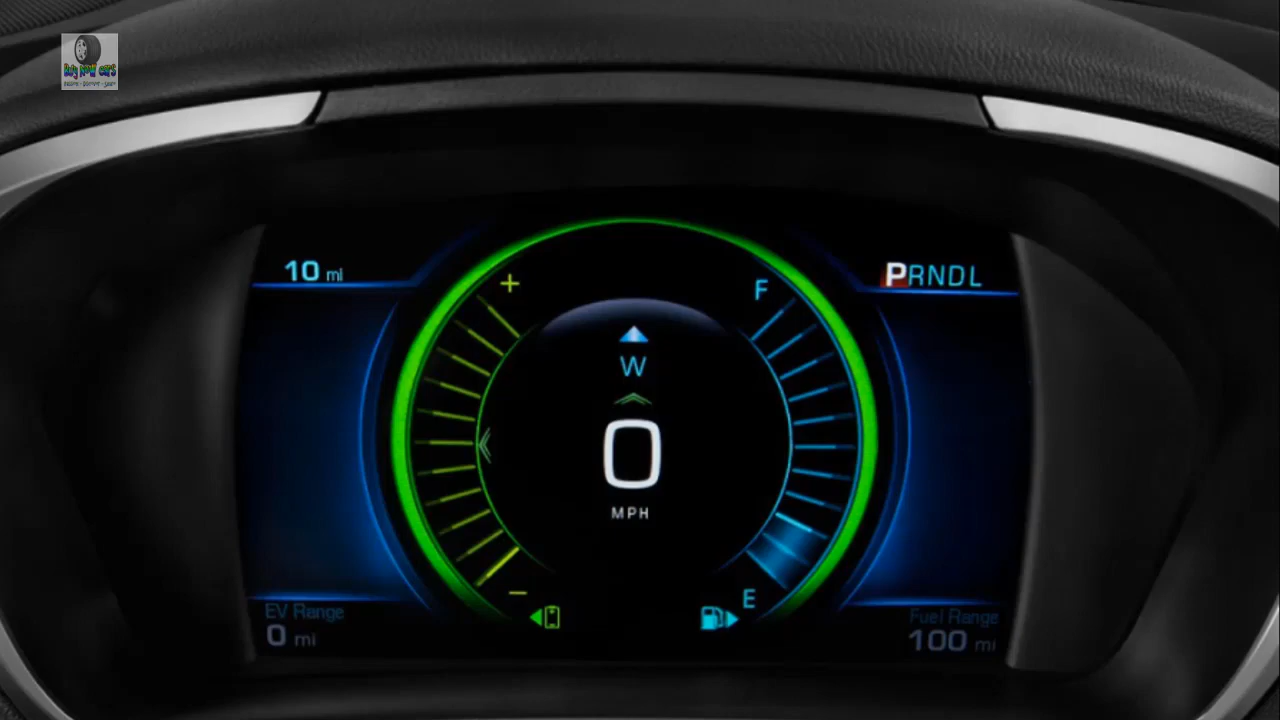 10 mi
PRNDL
+
F
W
0
MPH
−
E
EV Range
0 mi
Fuel Range
100 mi